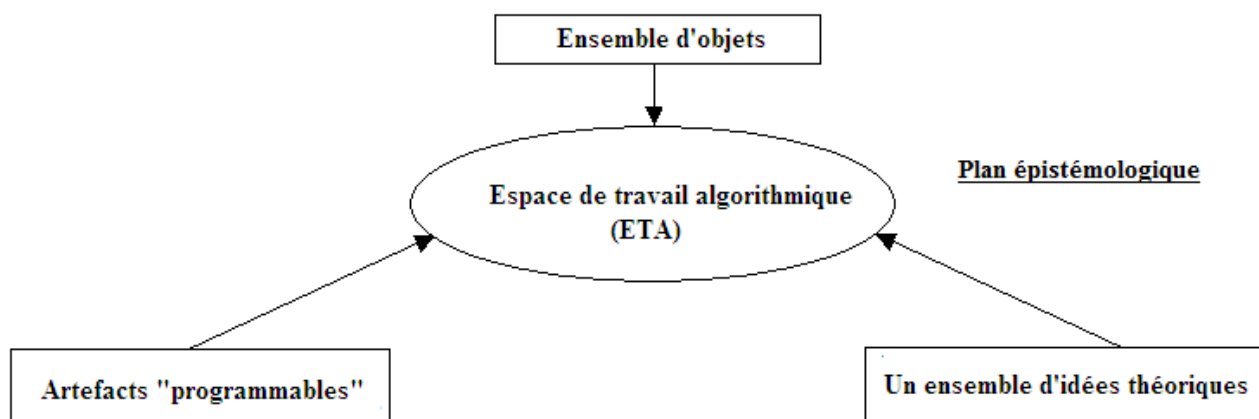 Ensemble d'objets
Plan épistémologique
Espace de travail algorithmique
(ETA)
Artefacts "programmables"
Un ensemble d'idées théoriques